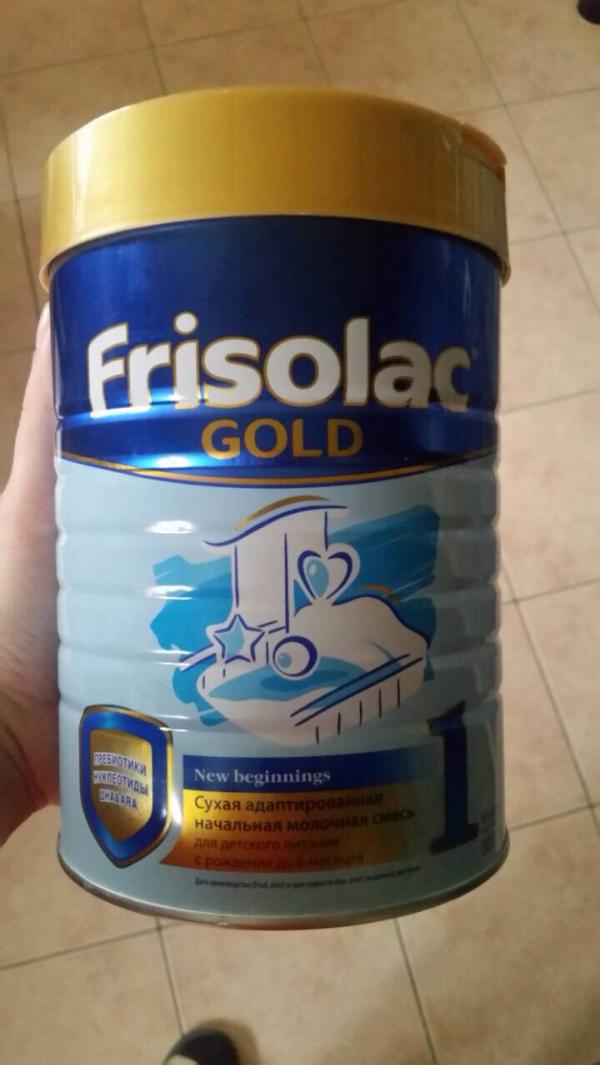 Frisolac
GOLD
ПРЕБИОТИКИ
НУКЛЕОТИДЫ
DHA&ARA
New beginnings
Сухая адаптированная
начальная молочная смесь
для детского питания
с рождения до 6 месяцев
1